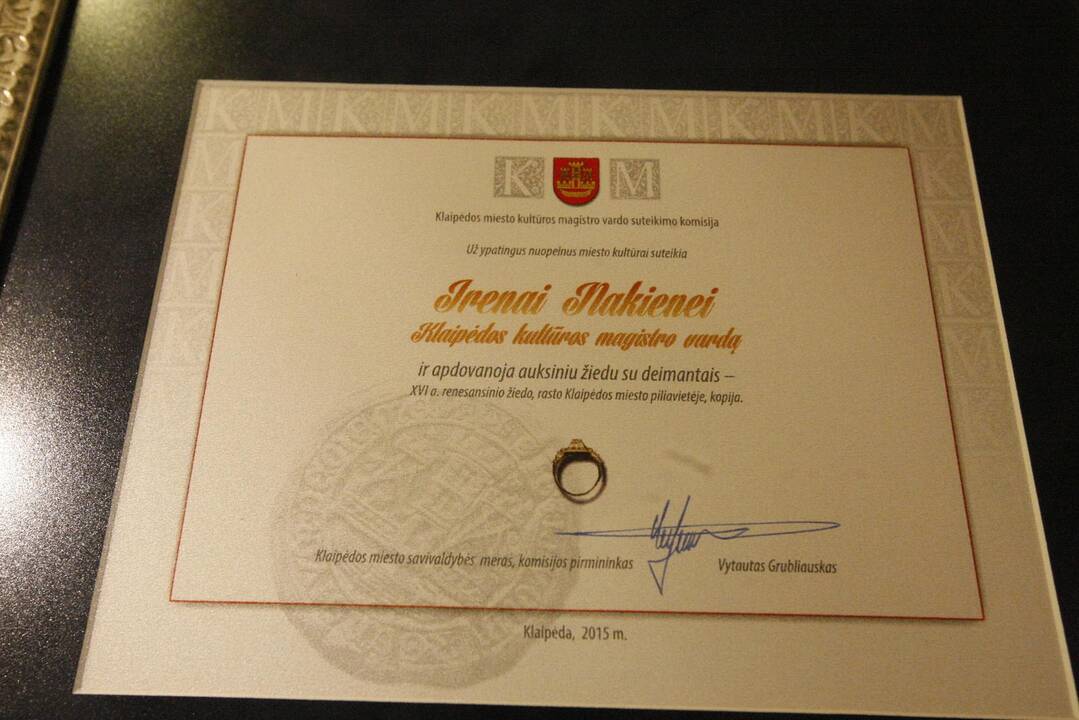 K M K M K M K M K M K M K M K M
K M
Klaipėdos miesto kultūros magistro vardo suteikimo komisija
Už ypatingus nuopelnus miesto kultūrai suteikia
Irenai Nakienei
Klaipėdos kultūros magistro vardą
ir apdovanoja auksiniu žiedu su deimantais –
XVI a. renesansinio žiedo, rasto Klaipėdos miesto piliavietėje, kopija.
Klaipėdos miesto savivaldybės meras, komisijos pirmininkas
Vytautas Grubliauskas
Klaipėda, 2015 m.